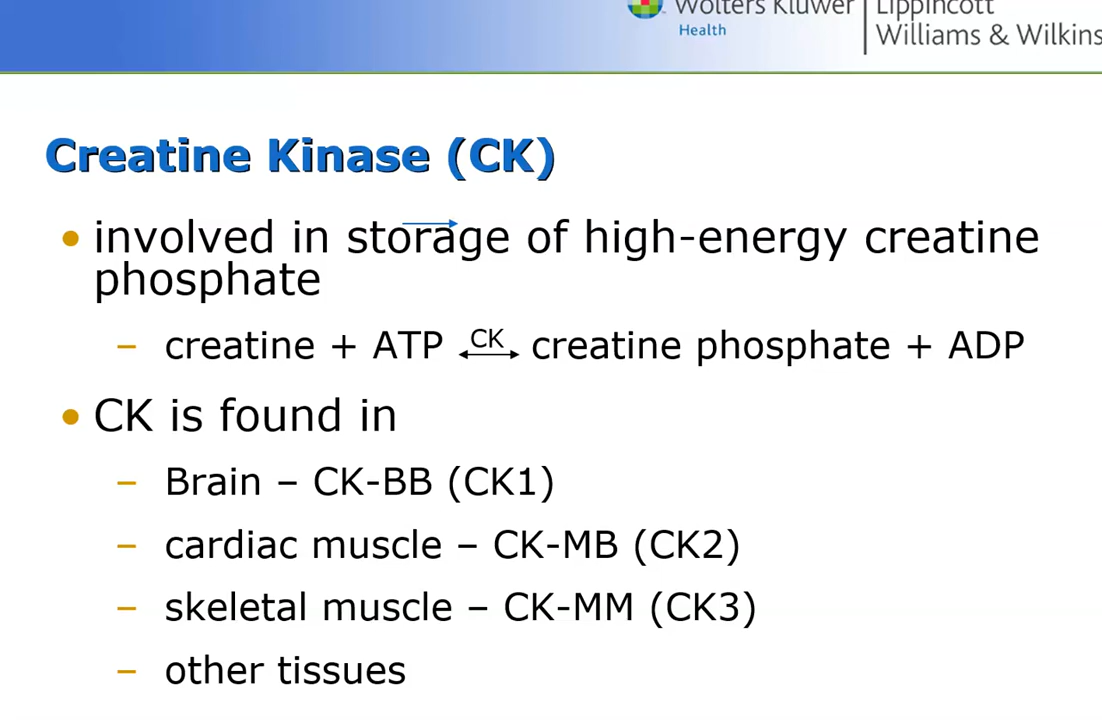 Wolters Kluwer
Health
Lippincott
Williams & Wilkins
Creatine Kinase (CK)
• involved in storage of high-energy creatine
phosphate
– creatine + ATP CK ↔ creatine phosphate + ADP
• CK is found in
– Brain – CK-BB (CK1)
– cardiac muscle – CK-MB (CK2)
– skeletal muscle – CK-MM (CK3)
– other tissues